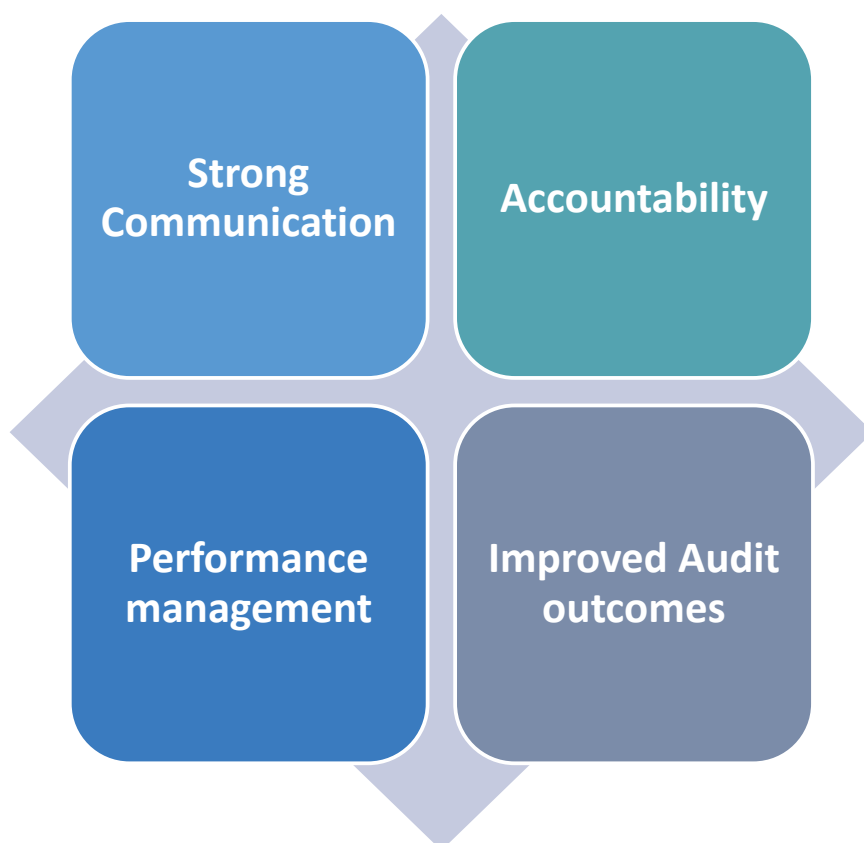 Strong
Communication
Accountability
Performance
management
Improved Audit
outcomes